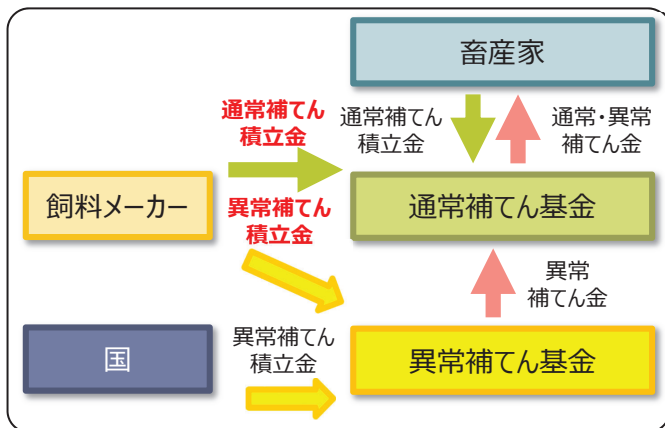 畜産家
通常補てん
積立金
通常補てん
積立金
通常・異常
補てん金
飼料メーカー
異常補てん
積立金
通常補てん基金
異常
補てん金
国
異常補てん
積立金
異常補てん基金